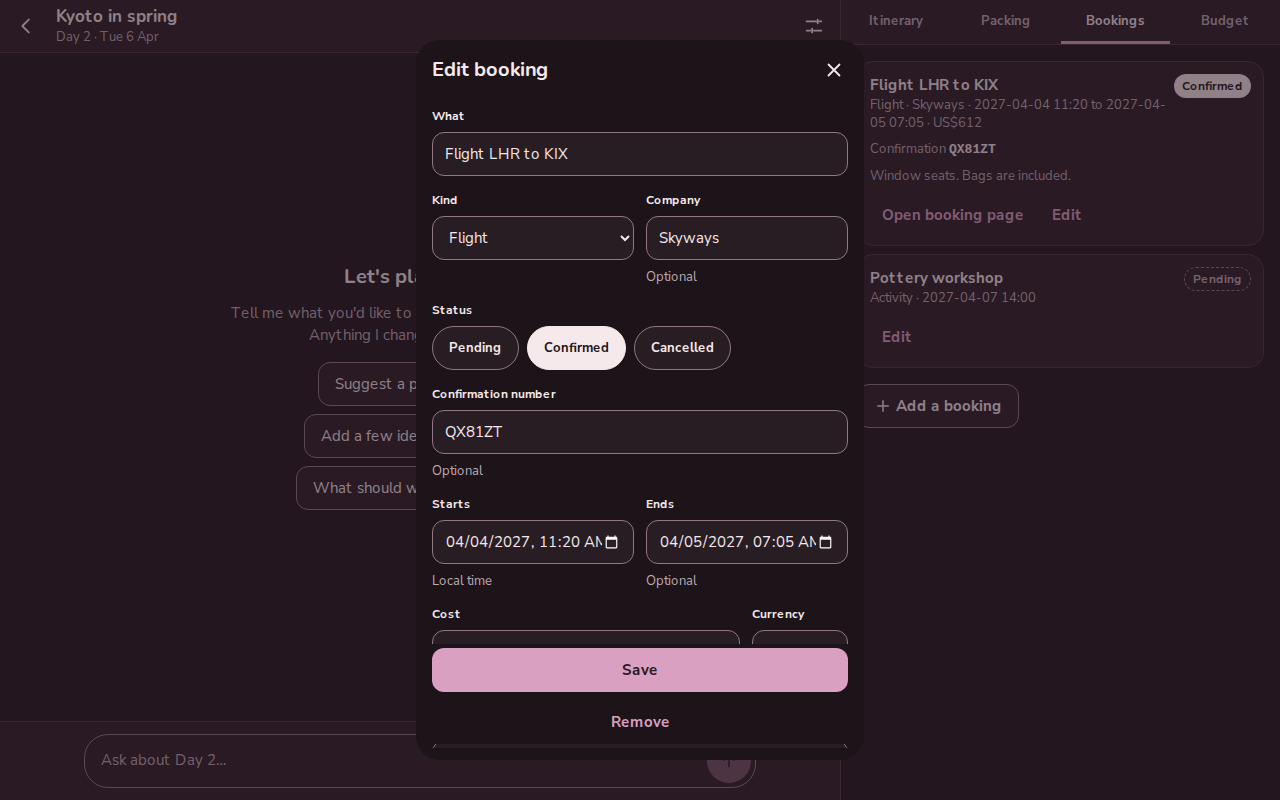 Kyoto in spring
Day 2 · Tue 6 Apr
Itinerary
Packing
Bookings
Budget
Let's pla
Tell me what you'd like to
Anything I chang
Suggest a p
Add a few ide
What should w
Ask about Day 2...
Edit booking
What
Flight LHR to KIX
Kind
Company
Flight
Skyways
Optional
Status
Pending
Confirmed
Cancelled
Confirmation number
QX81ZT
Optional
Starts
Ends
04/04/2027, 11:20 AM
04/05/2027, 07:05 AM
Local time
Optional
Cost
Currency
Save
Remove
Flight LHR to KIX
Confirmed
Flight · Skyways · 2027-04-04 11:20 to 2027-04-
05 07:05 · US$612
Confirmation QX81ZT
Window seats. Bags are included.
Open booking page
Edit
Pottery workshop
Pending
Activity · 2027-04-07 14:00
Edit
Add a booking